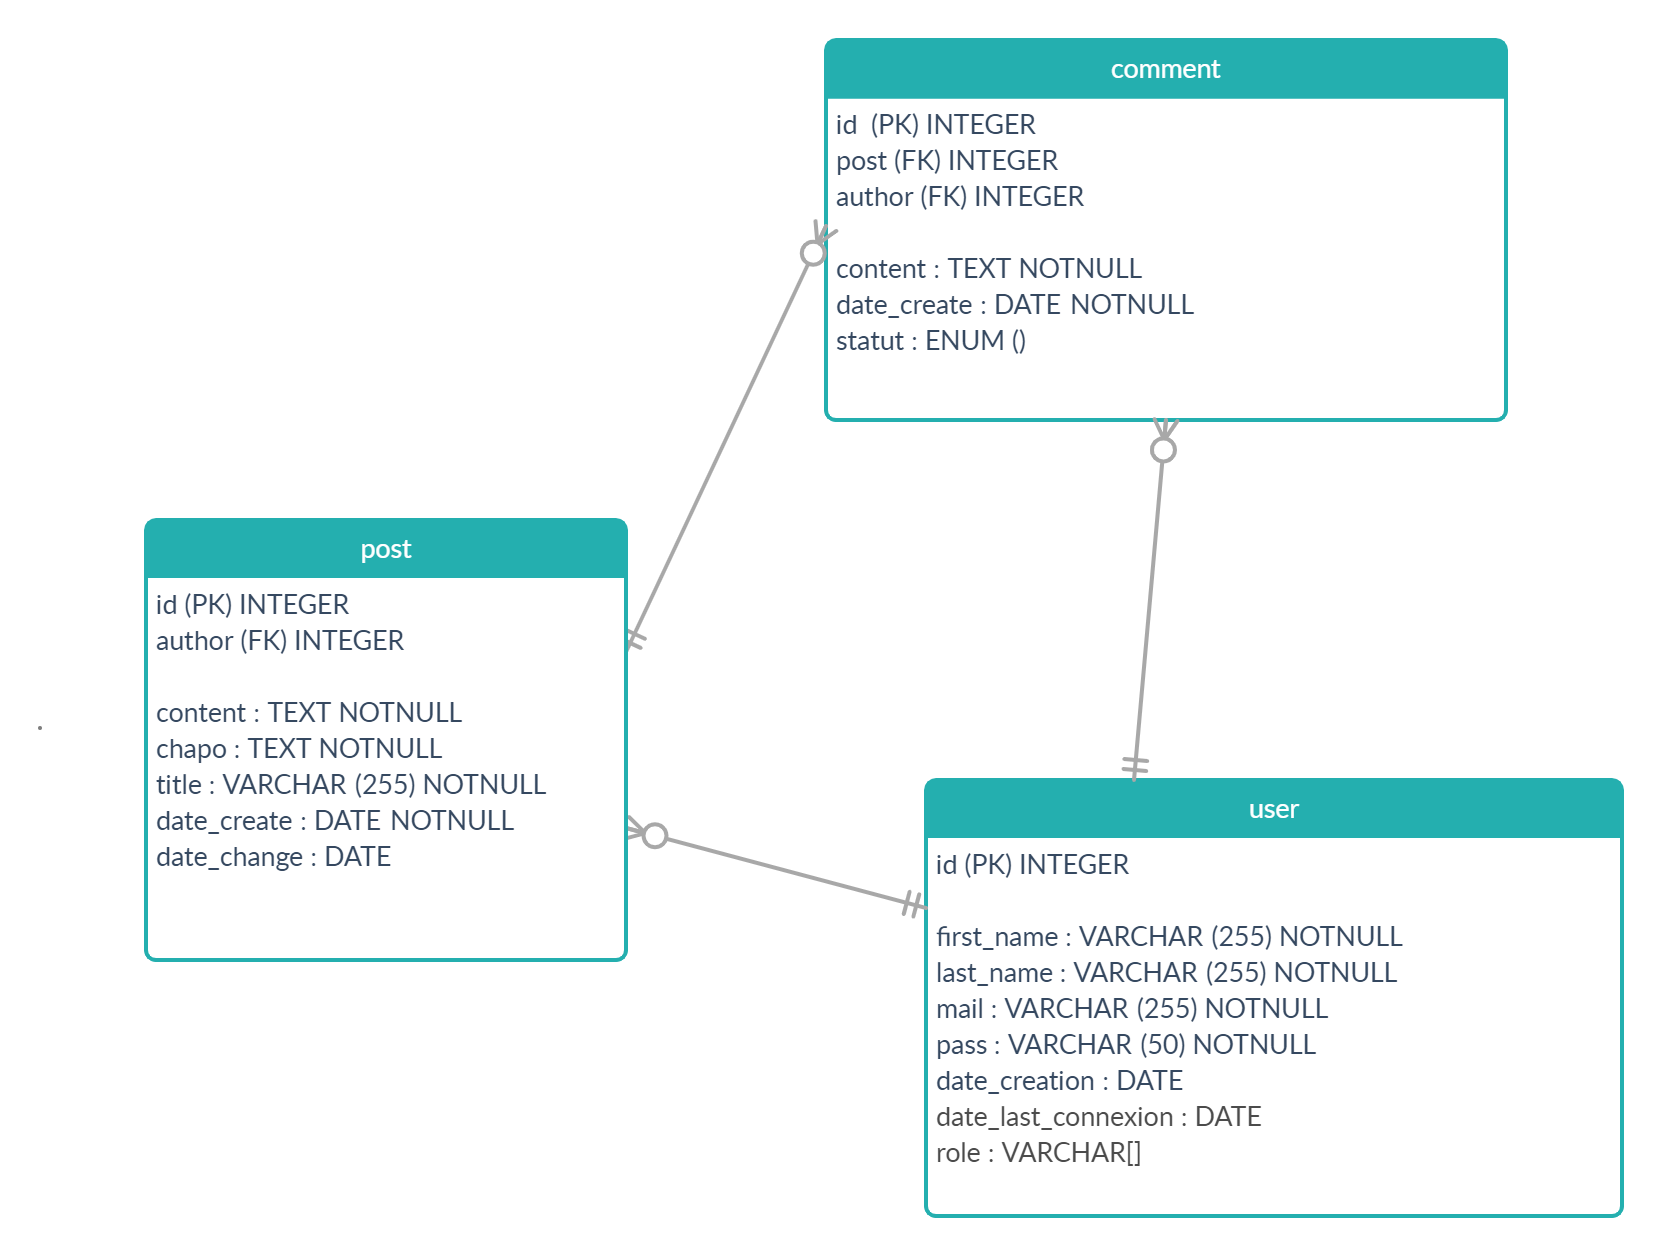 comment
id (PK) INTEGER
post (FK) INTEGER
author (FK) INTEGER
content : TEXT NOTNULL
date_create : DATE NOTNULL
statut : ENUM ()
post
id (PK) INTEGER
author (FK) INTEGER
content : TEXT NOTNULL
chapo : TEXT NOTNULL
title : VARCHAR (255) NOTNULL
date_create : DATE NOTNULL
date_change : DATE
user
id (PK) INTEGER
first_name : VARCHAR (255) NOTNULL
last_name : VARCHAR (255) NOTNULL
mail : VARCHAR (255) NOTNULL
pass : VARCHAR (50) NOTNULL
date_creation : DATE
date_last_connexion : DATE
role : VARCHAR[]